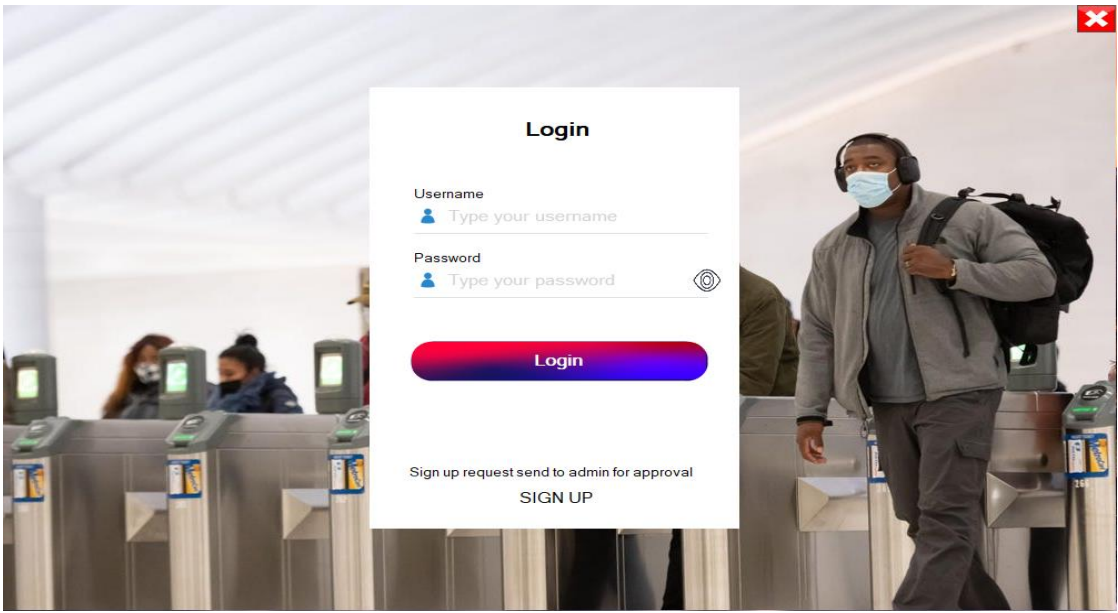 Login
Username
Type your username
Password
Type your password
Login
Sign up request send to admin for approval
SIGN UP